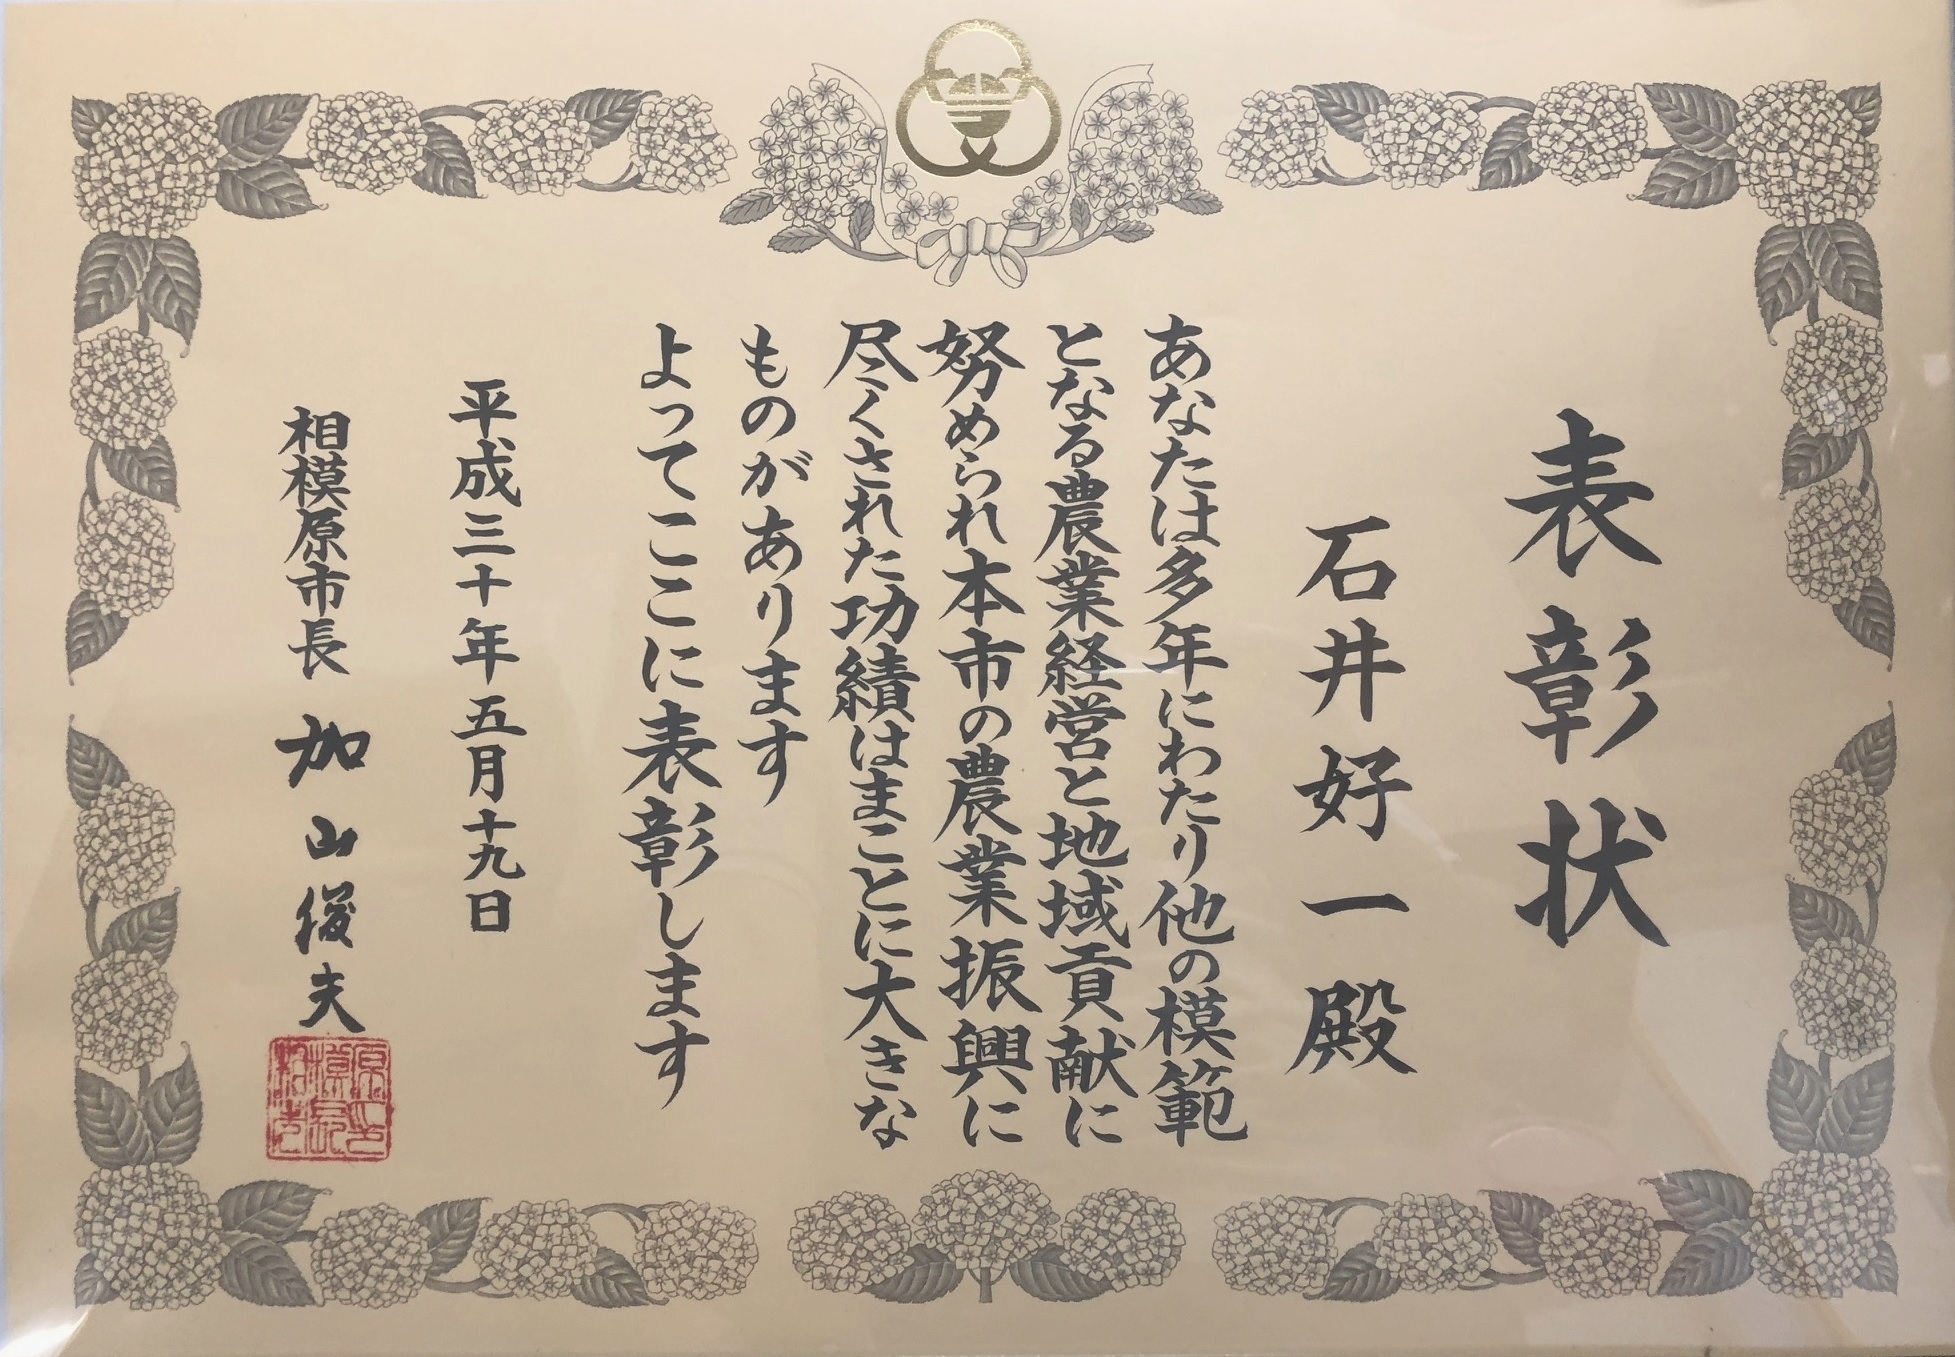 表彰状
石井好一殿
あなたは多年にわたり他の模範
となる農業経営と地域貢献に
努められ本市の農業振興に
尽くされた功績はまことに大きな
ものがあります
よってここに表彰します
平成三十年五月十九日
相模原市長 加山俊夫